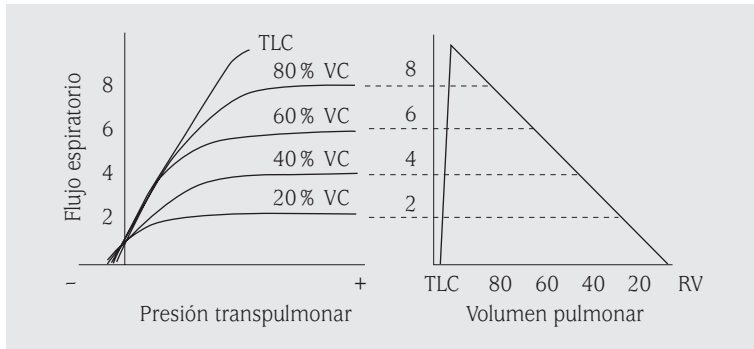 TLC
80 % VC
60 % VC
40 % VC
20 % VC
Flujo espiratorio
8
6
4
2
– +
Presión transpulmonar
8
6
4
2
TLC 80 60 40 20 RV
Volumen pulmonar